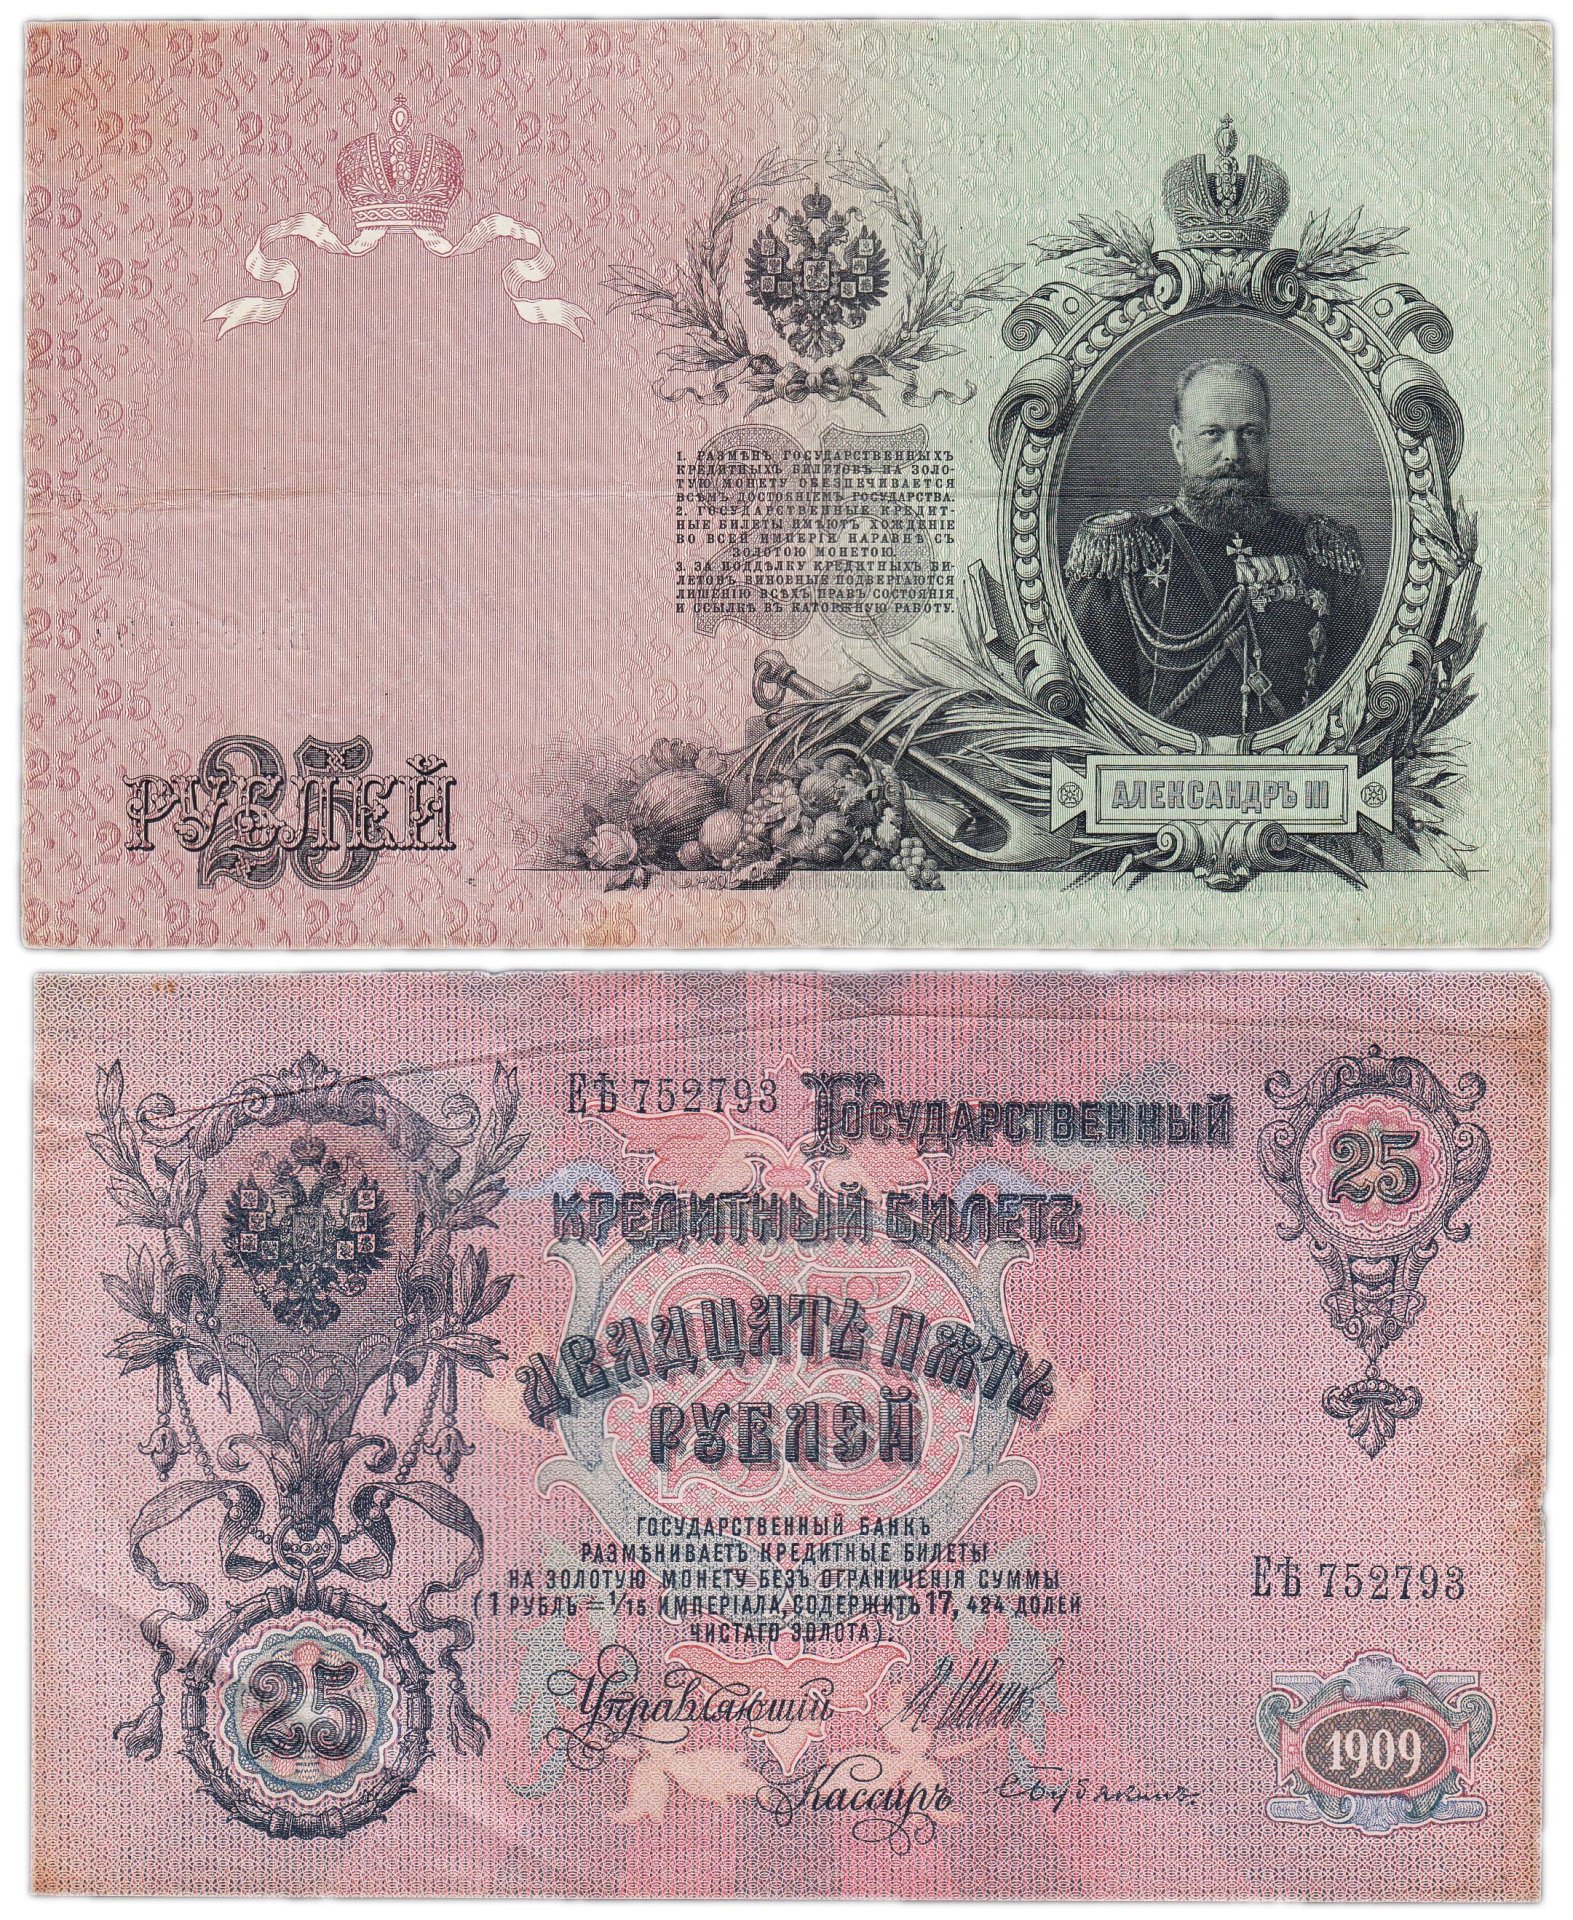 1. РАЗМѢНЪ ГОСУДАРСТВЕННЫХЪ
КРЕДИТНЫХЪ БИЛЕТОВЪ НА ЗОЛО-
ТУЮ МОНЕТУ ОБЕЗПЕЧИВАЕТСЯ
ВСѢМЪ ДОСТОЯНІЕМЪ ГОСУДАРСТВА.
2. ГОСУДАРСТВЕННЫЕ КРЕДИТ-
НЫЕ БИЛЕТЫ ИМѢЮТЪ ХОЖДЕНІЕ
ВО ВСЕЙ ИМПЕРІИ НАРАВНѢ СЪ
ЗОЛОТОЮ МОНЕТОЮ.
3. ЗА ПОДДѢЛКУ КРЕДИТНЫХЪ БИ-
ЛЕТОВЪ ВИНОВНЫЕ ПОДВЕРГАЮТСЯ
ЛИШЕНІЮ ВСѢХЪ ПРАВЪ СОСТОЯНІЯ
И ССЫЛКѢ ВЪ КАТОРЖНУЮ РАБОТУ.
25
25
РУБЛЕЙ
АЛЕКСАНДРЪ III
ЕѢ 752793
ГОСУДАРСТВЕННЫЙ
КРЕДИТНЫЙ БИЛЕТЪ
25
ДВАДЦАТЬ ПЯТЬ
РУБЛЕЙ
25
ГОСУДАРСТВЕННЫЙ БАНКЪ
РАЗМѢНИВАЕТЪ КРЕДИТНЫЕ БИЛЕТЫ
НА ЗОЛОТУЮ МОНЕТУ БЕЗЪ ОГРАНИЧЕНІЯ СУММЫ
(1 РУБЛЬ = 1/15 ИМПЕРІАЛА, СОДЕРЖИТЪ 17, 424 ДОЛЕЙ
ЧИСТАГО ЗОЛОТА).
ЕѢ 752793
25
Управляющій
Кассиръ
1909